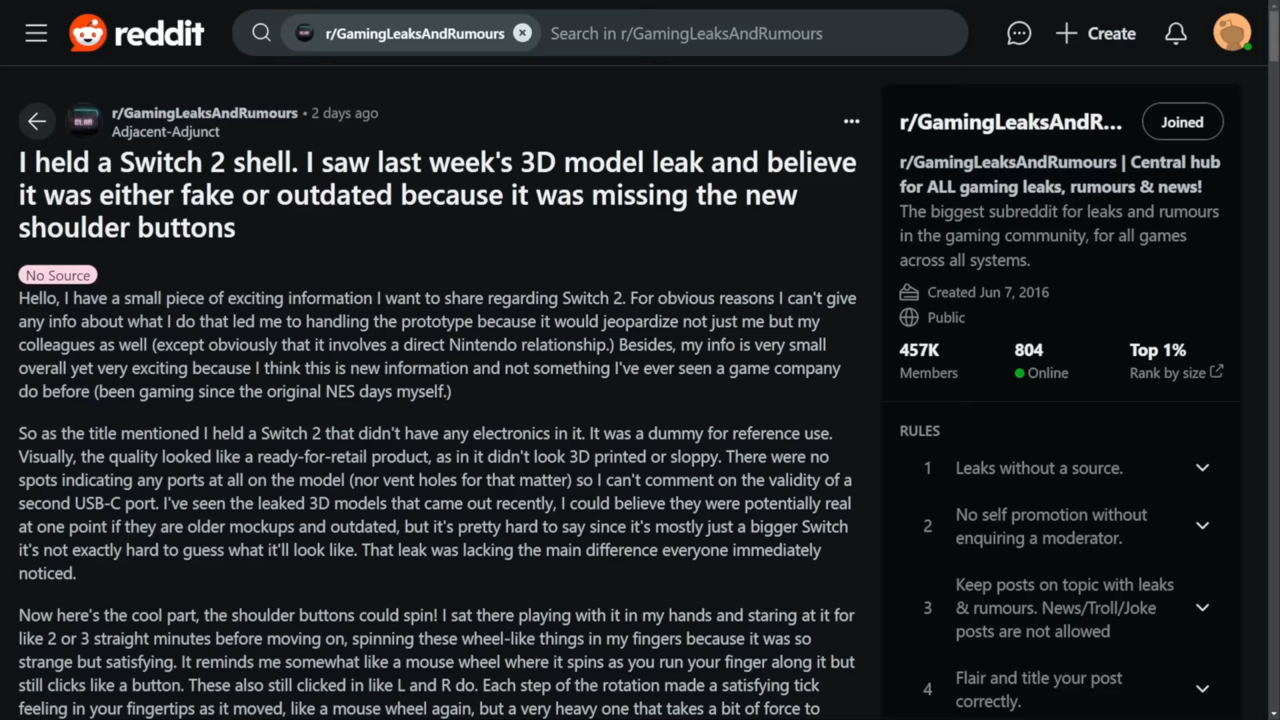 reddit
r/GamingLeaksAndRumours
Search in r/GamingLeaksAndRumours
Create
r/GamingLeaksAndRumours • 2 days ago
Adjacent-Adjunct
I held a Switch 2 shell. I saw last week's 3D model leak and believe
it was either fake or outdated because it was missing the new
shoulder buttons
No Source
Hello, I have a small piece of exciting information I want to share regarding Switch 2. For obvious reasons I can't give
any info about what I do that led me to handling the prototype because it would jeopardize not just me but my
colleagues as well (except obviously that it involves a direct Nintendo relationship.) Besides, my info is very small
overall yet very exciting because I think this is new information and not something I've ever seen a game company
do before (been gaming since the original NES days myself.)
So as the title mentioned I held a Switch 2 that didn't have any electronics in it. It was a dummy for reference use.
Visually, the quality looked like a ready-for-retail product, as in it didn't look 3D printed or sloppy. There were no
spots indicating any ports at all on the model (nor vent holes for that matter) so I can't comment on the validity of a
second USB-C port. I've seen the leaked 3D models that came out recently, I could believe they were potentially real
at one point if they are older mockups and outdated, but it's pretty hard to say since it's mostly just a bigger Switch
it's not exactly hard to guess what it'll look like. That leak was lacking the main difference everyone immediately
noticed.
Now here's the cool part, the shoulder buttons could spin! I sat there playing with it in my hands and staring at it for
like 2 or 3 straight minutes before moving on, spinning these wheel-like things in my fingers because it was so
strange but satisfying. It reminds me somewhat like a mouse wheel where it spins as you run your finger along it but
still clicks like a button. These also still clicked in like L and R do. Each step of the rotation made a satisfying tick
feeling in your fingertips as it moved, like a mouse wheel again, but a very heavy one that takes a bit of force to
r/GamingLeaksAndR...
Joined
r/GamingLeaksAndRumours | Central hub
for ALL gaming leaks, rumours & news!
The biggest subreddit for leaks and rumours
in the gaming community, for all games
across all systems.
Created Jun 7, 2016
Public
457K 804 Top 1%
Members Online Rank by size
RULES
1 Leaks without a source.
2 No self promotion without
enquiring a moderator.
3 Keep posts on topic with leaks
& rumours. News/Troll/Joke
posts are not allowed
4 Flair and title your post
correctly.